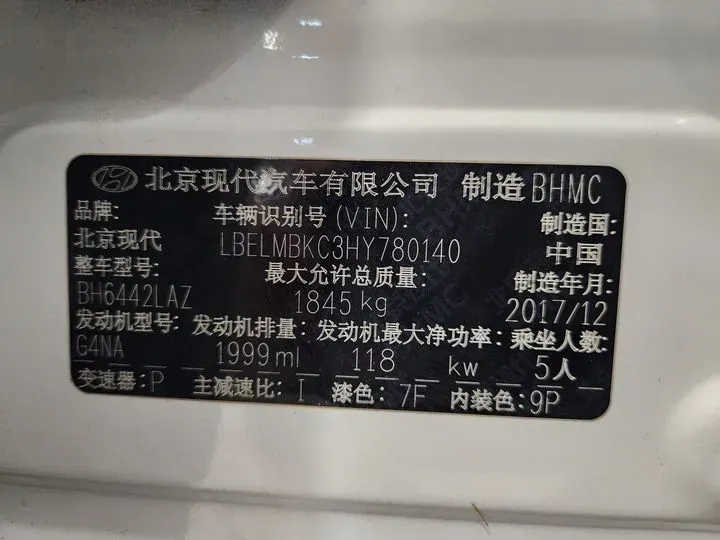 北京现代汽车有限公司 制造 BHMC
品牌: 车辆识别号(VIN): 制造国:
北京现代 LBELMBKC3HY780140 中国
整车型号: 最大允许总质量: 制造年月:
BH6442LAZ 1845 kg 2017/12
发动机型号: 发动机排量: 发动机最大净功率: 乘坐人数:
G4NA 1999 ml 118 kw 5人
变速器: P 主减速比: I 漆色: 7F 内装色: 9P